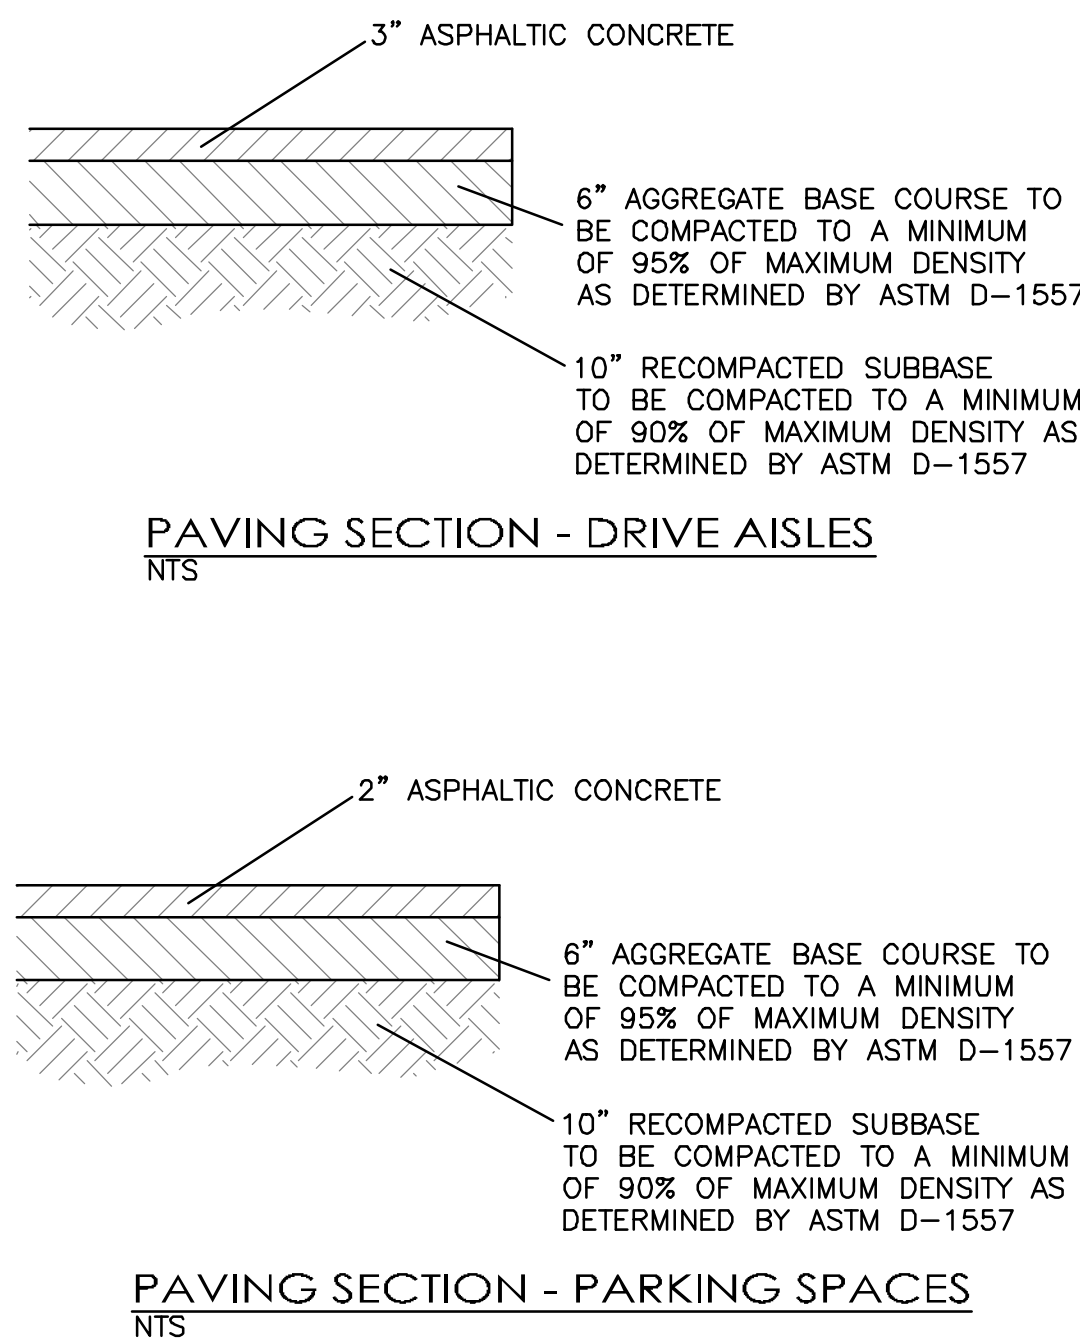 3” ASPHALTIC CONCRETE
6” AGGREGATE BASE COURSE TO
BE COMPACTED TO A MINIMUM
OF 95% OF MAXIMUM DENSITY
AS DETERMINED BY ASTM D-1557
10” RECOMPACTED SUBBASE
TO BE COMPACTED TO A MINIMUM
OF 90% OF MAXIMUM DENSITY AS
DETERMINED BY ASTM D-1557
PAVING SECTION - DRIVE AISLES
NTS
2” ASPHALTIC CONCRETE
6” AGGREGATE BASE COURSE TO
BE COMPACTED TO A MINIMUM
OF 95% OF MAXIMUM DENSITY
AS DETERMINED BY ASTM D-1557
10” RECOMPACTED SUBBASE
TO BE COMPACTED TO A MINIMUM
OF 90% OF MAXIMUM DENSITY AS
DETERMINED BY ASTM D-1557
PAVING SECTION - PARKING SPACES
NTS